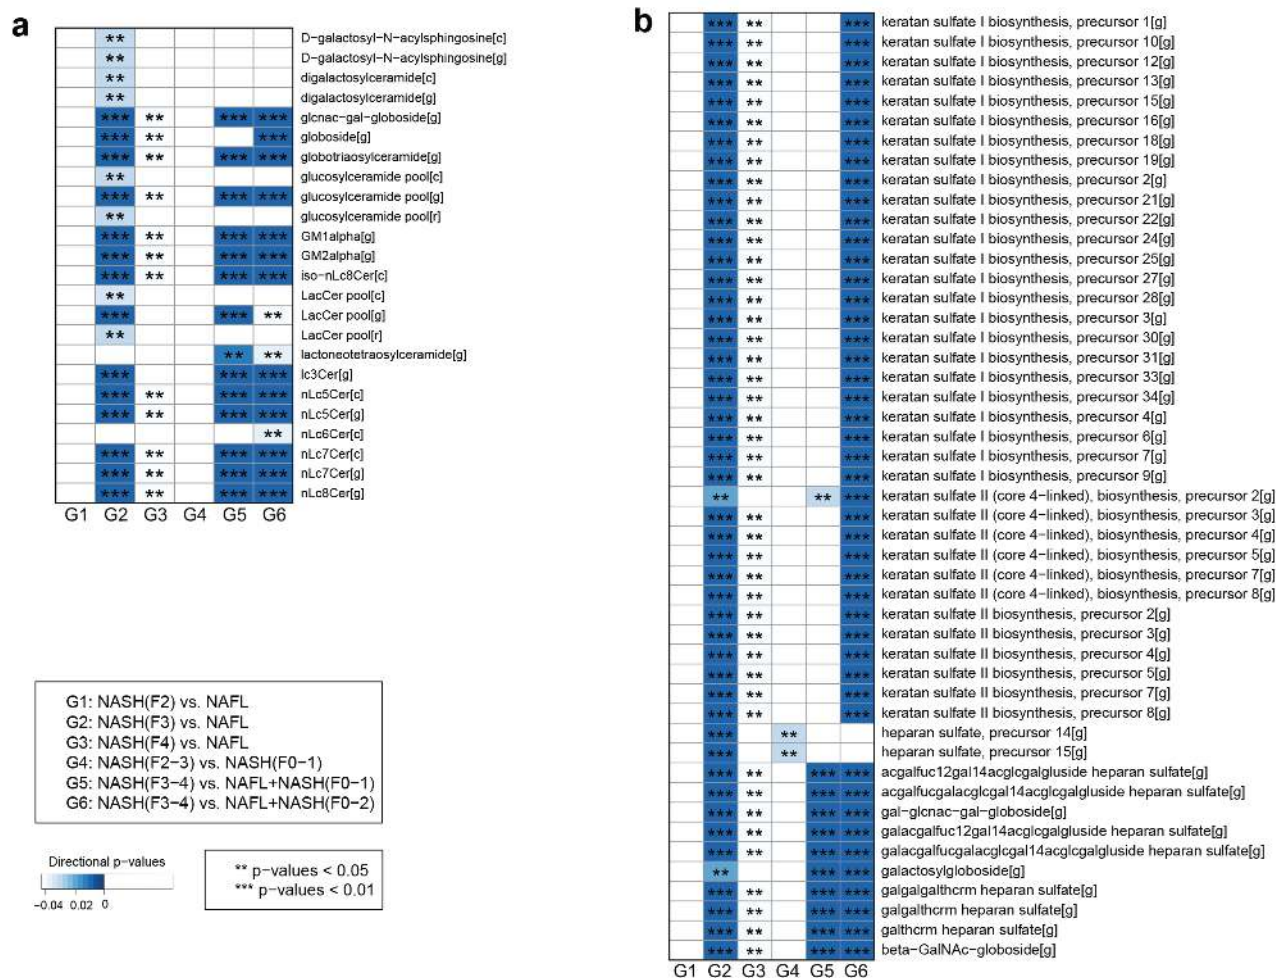 a
** D-galactosyl-N-acylsphingosine[c]
** D-galactosyl-N-acylsphingosine[g]
** digalactosylceramide[c]
** digalactosylceramide[g]
*** ** *** *** glcnac-gal-globoside[g]
*** ** *** globoside[g]
*** ** *** *** globotriaosylceramide[g]
** glucosylceramide pool[c]
*** ** *** *** glucosylceramide pool[g]
** glucosylceramide pool[r]
*** ** *** *** GM1alpha[g]
*** ** *** *** GM2alpha[g]
*** ** *** *** iso-nLc8Cer[c]
** LacCer pool[c]
*** *** ** LacCer pool[g]
** LacCer pool[r]
** ** lactoneotetraosylceramide[g]
*** *** *** lc3Cer[g]
*** ** *** *** nLc5Cer[c]
*** ** *** *** nLc5Cer[g]
** nLc6Cer[c]
*** ** *** *** nLc7Cer[c]
*** ** *** *** nLc7Cer[g]
*** ** *** *** nLc8Cer[g]
G1 G2 G3 G4 G5 G6
G1: NASH(F2) vs. NAFL
G2: NASH(F3) vs. NAFL
G3: NASH(F4) vs. NAFL
G4: NASH(F2-3) vs. NASH(F0-1)
G5: NASH(F3-4) vs. NAFL+NASH(F0-1)
G6: NASH(F3-4) vs. NAFL+NASH(F0-2)
Directional p-values
-0.04 0.02 0
** p-values < 0.05
*** p-values < 0.01
b
*** ** *** keratan sulfate I biosynthesis, precursor 1[g]
*** ** *** keratan sulfate I biosynthesis, precursor 10[g]
*** ** *** keratan sulfate I biosynthesis, precursor 12[g]
*** ** *** keratan sulfate I biosynthesis, precursor 13[g]
*** ** *** keratan sulfate I biosynthesis, precursor 15[g]
*** ** *** keratan sulfate I biosynthesis, precursor 16[g]
*** ** *** keratan sulfate I biosynthesis, precursor 18[g]
*** ** *** keratan sulfate I biosynthesis, precursor 19[g]
*** ** *** keratan sulfate I biosynthesis, precursor 2[g]
*** ** *** keratan sulfate I biosynthesis, precursor 21[g]
*** ** *** keratan sulfate I biosynthesis, precursor 22[g]
*** ** *** keratan sulfate I biosynthesis, precursor 24[g]
*** ** *** keratan sulfate I biosynthesis, precursor 25[g]
*** ** *** keratan sulfate I biosynthesis, precursor 27[g]
*** ** *** keratan sulfate I biosynthesis, precursor 28[g]
*** ** *** keratan sulfate I biosynthesis, precursor 3[g]
*** ** *** keratan sulfate I biosynthesis, precursor 30[g]
*** ** *** keratan sulfate I biosynthesis, precursor 31[g]
*** ** *** keratan sulfate I biosynthesis, precursor 33[g]
*** ** *** keratan sulfate I biosynthesis, precursor 34[g]
*** ** *** keratan sulfate I biosynthesis, precursor 4[g]
*** ** *** keratan sulfate I biosynthesis, precursor 6[g]
*** ** *** keratan sulfate I biosynthesis, precursor 7[g]
*** ** *** keratan sulfate I biosynthesis, precursor 9[g]
** ** *** keratan sulfate II (core 4-linked), biosynthesis, precursor 2[g]
*** ** *** keratan sulfate II (core 4-linked), biosynthesis, precursor 3[g]
*** ** *** keratan sulfate II (core 4-linked), biosynthesis, precursor 4[g]
*** ** *** keratan sulfate II (core 4-linked), biosynthesis, precursor 5[g]
*** ** *** keratan sulfate II (core 4-linked), biosynthesis, precursor 7[g]
*** ** *** keratan sulfate II (core 4-linked), biosynthesis, precursor 8[g]
*** ** *** keratan sulfate II biosynthesis, precursor 2[g]
*** ** *** keratan sulfate II biosynthesis, precursor 3[g]
*** ** *** keratan sulfate II biosynthesis, precursor 4[g]
*** ** *** keratan sulfate II biosynthesis, precursor 5[g]
*** ** *** keratan sulfate II biosynthesis, precursor 7[g]
*** ** *** keratan sulfate II biosynthesis, precursor 8[g]
*** ** heparan sulfate, precursor 14[g]
*** ** heparan sulfate, precursor 15[g]
*** ** *** *** acgalfuc12gal14acglcgalgluside heparan sulfate[g]
*** ** *** *** acgalfucgalacglcgal14acglcgalgluside heparan sulfate[g]
*** ** *** *** gal-glcnac-gal-globoside[g]
*** ** *** *** galacgalfuc12gal14acglcgalgluside heparan sulfate[g]
*** ** *** *** galacgalfucgalacglcgal14acglcgalgluside heparan sulfate[g]
** *** *** galactosylgloboside[g]
*** ** *** *** galgalgalthcrm heparan sulfate[g]
*** ** *** *** galgalthcrm heparan sulfate[g]
*** ** *** *** galthcrm heparan sulfate[g]
*** ** *** *** beta-GalNAc-globoside[g]
G1 G2 G3 G4 G5 G6